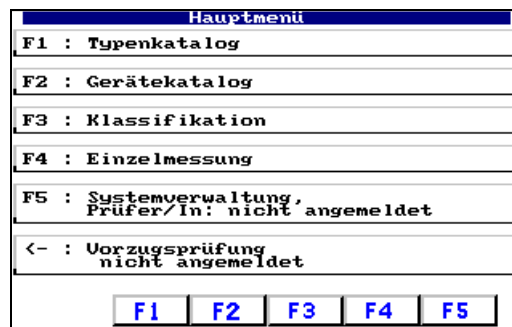 Hauptmenü
F1 : Typenkatalog
F2 : Gerätekatalog
F3 : Klassifikation
F4 : Einzelmessung
F5 : Systemverwaltung,
Prüfer/In: nicht angemeldet
<- : Vorzugsprüfung
nicht angemeldet
F1 F2 F3 F4 F5